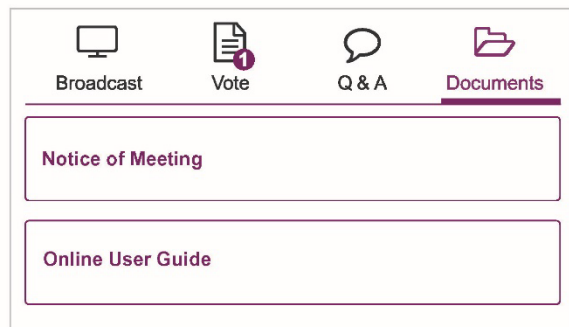 1
Broadcast Vote Q & A Documents
Notice of Meeting
Online User Guide